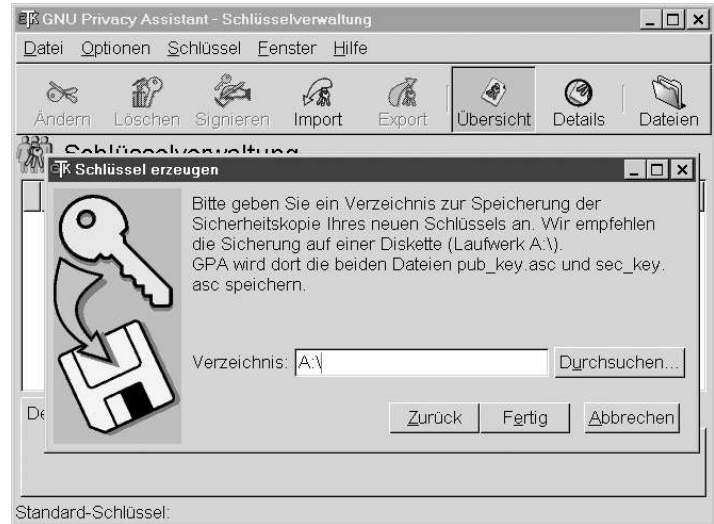 GNU Privacy Assistant - Schlüsselverwaltung
Datei Optionen Schlüssel Fenster Hilfe
Ändern Löschen Signieren Import Export Übersicht Details Dateien
Schlüsselverwaltung
Schlüssel erzeugen
Bitte geben Sie ein Verzeichnis zur Speicherung der
Sicherheitskopie Ihres neuen Schlüssels an. Wir empfehlen
die Sicherung auf einer Diskette (Laufwerk A:\).
GPA wird dort die beiden Dateien pub_key.asc und sec_key.
asc speichern.
Verzeichnis: A:\ Durchsuchen...
De
Zurück Fertig Abbrechen
Standard-Schlüssel: